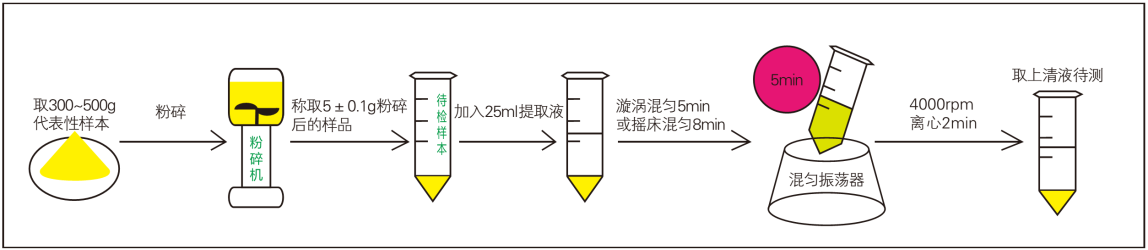 取300~500g
代表性样本
粉碎
粉碎机
称取5±0.1g粉碎
后的样品
待检样本
加入25ml提取液
漩涡混匀5min
或摇床混匀8min
5min
混匀振荡器
4000rpm
离心2min
取上清液待测